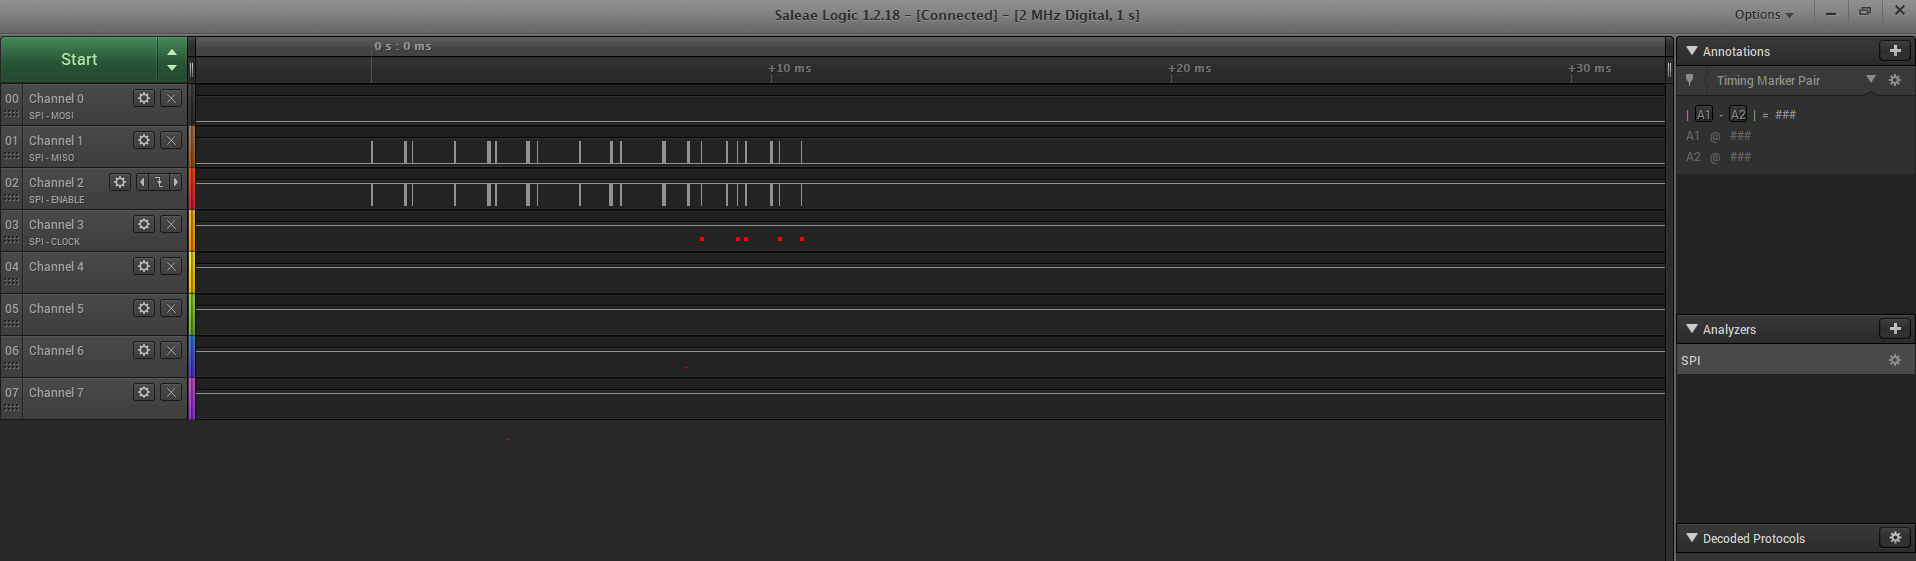 Saleae Logic 1.2.18 - [Connected] - [2 MHz Digital, 1 s]
Options
Start
0 s : 0 ms
+10 ms
+20 ms
+30 ms
00 Channel 0
SPI - MOSI
01 Channel 1
SPI - MISO
02 Channel 2
SPI - ENABLE
03 Channel 3
SPI - CLOCK
04 Channel 4
05 Channel 5
06 Channel 6
07 Channel 7
Annotations
Timing Marker Pair
| A1 - A2 | = ###
A1 @ ###
A2 @ ###
Analyzers
SPI
Decoded Protocols